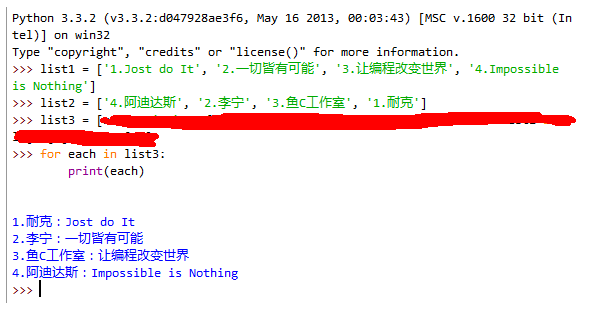 Python 3.3.2 (v3.3.2:d047928ae3f6, May 16 2013, 00:03:43) [MSC v.1600 32 bit (In
tel)] on win32
Type "copyright", "credits" or "license()" for more information.
>>> list1 = ['1.Jost do It', '2.一切皆有可能', '3.让编程改变世界', '4.Impossible
is Nothing']
>>> list2 = ['4.阿迪达斯', '2.李宁', '3.鱼C工作室', '1.耐克']
>>> list3 = [
>>> for each in list3:
print(each)
1.耐克：Jost do It
2.李宁：一切皆有可能
3.鱼C工作室：让编程改变世界
4.阿迪达斯：Impossible is Nothing
>>>